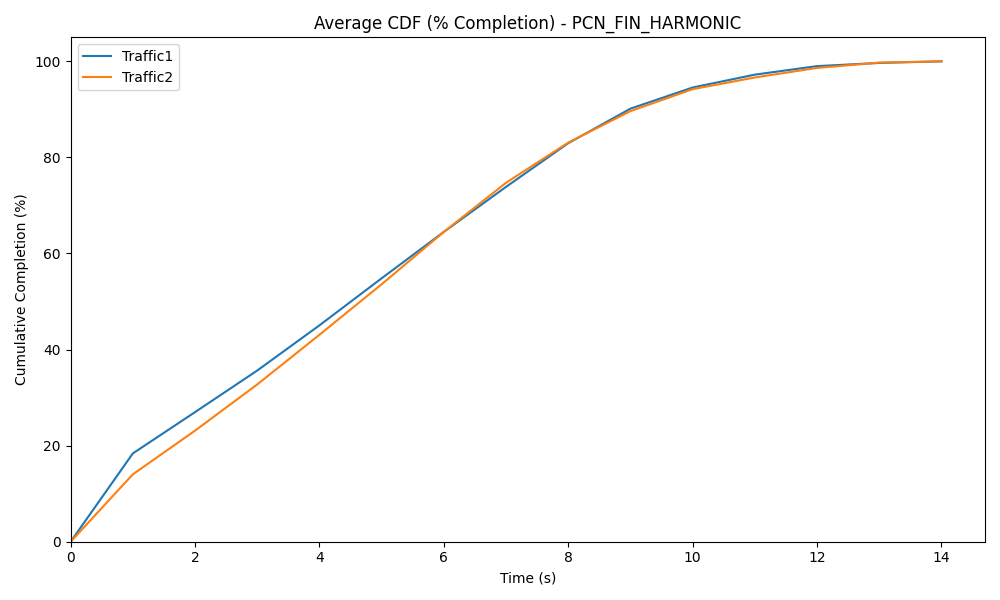 Average CDF (% Completion) - PCN_FIN_HARMONIC
Traffic1
Traffic2
Cumulative Completion (%)
100
80
60
40
20
0
0 2 4 6 8 10 12 14
Time (s)